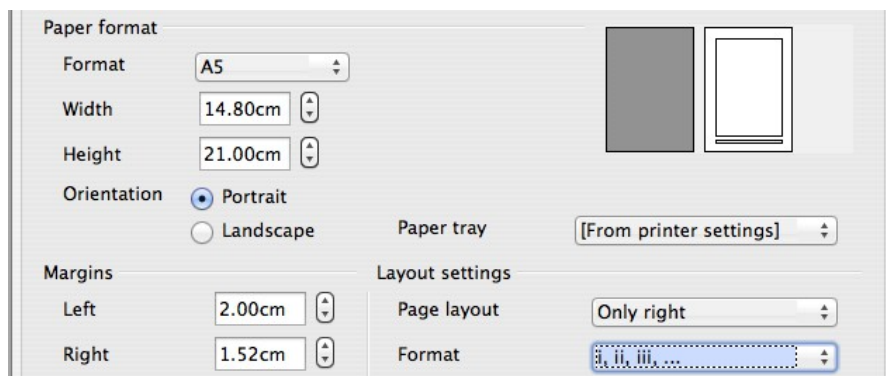 Paper format
Format A5
Width 14.80cm
Height 21.00cm
Orientation Portrait
Landscape Paper tray [From printer settings]
Margins Layout settings
Left 2.00cm Page layout Only right
Right 1.52cm Format i, ii, iii, ...